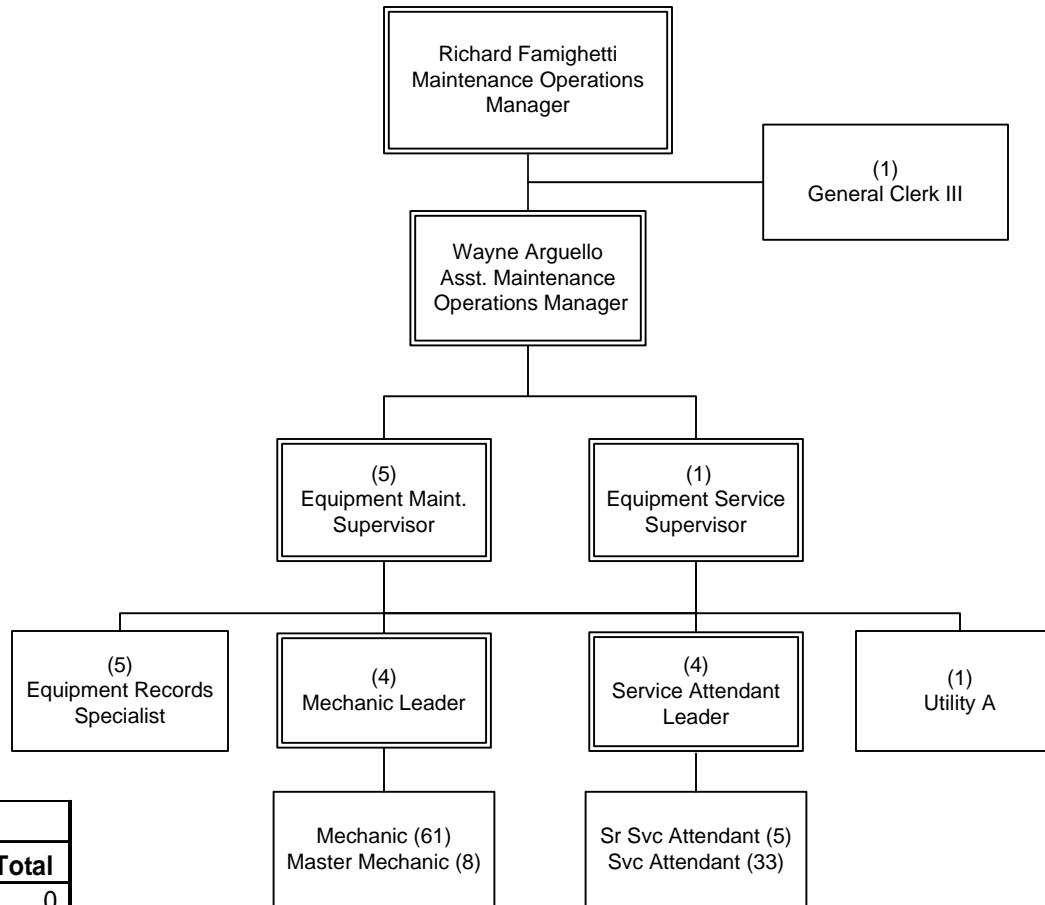 Richard Famighetti
Maintenance Operations
Manager
(1)
General Clerk III
Wayne Arguello
Asst. Maintenance
Operations Manager
(5)
Equipment Maint.
Supervisor
(1)
Equipment Service
Supervisor
(5)
Equipment Records
Specialist
(4)
Mechanic Leader
(4)
Service Attendant
Leader
(1)
Utility A
Mechanic (61)
Master Mechanic (8)
Sr Svc Attendant (5)
Svc Attendant (33)
Total
0